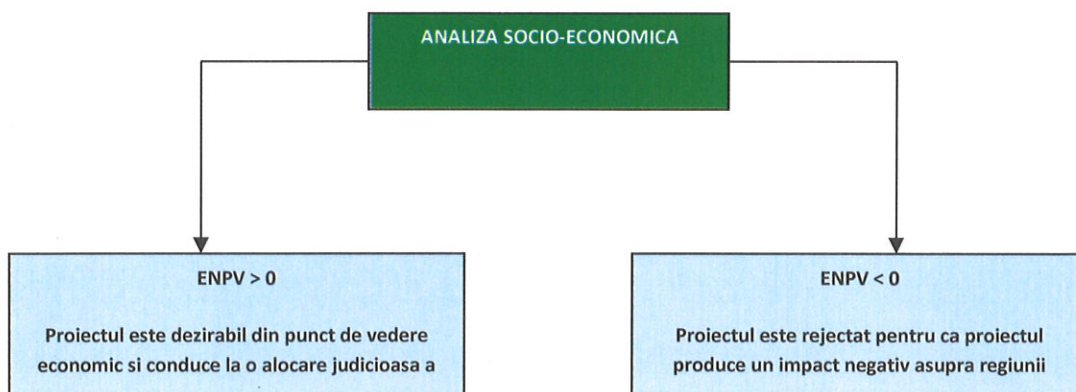 ANALIZA SOCIO-ECONOMICA
ENPV > 0
Proiectul este dezirabil din punct de vedere
economic si conduce la o alocare judicioasa a
ENPV < 0
Proiectul este rejectat pentru ca proiectul
produce un impact negativ asupra regiunii